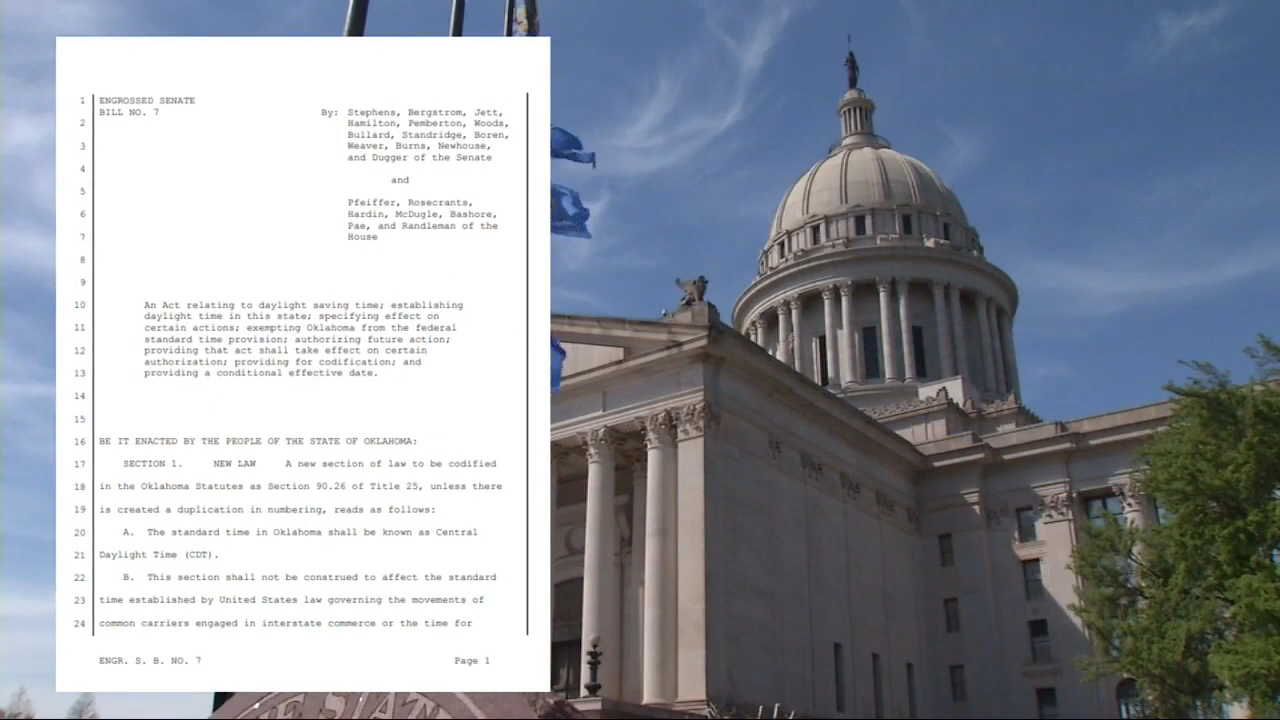 1 ENGROSSED SENATE
BILL NO. 7 By: Stephens, Bergstrom, Jett,
2 Hamilton, Pemberton, Woods,
Bullard, Standridge, Boren,
3 Weaver, Burns, Newhouse,
and Dugger of the Senate
4
and
5
Pfeiffer, Rosecrants,
6 Hardin, McDugle, Bashore,
Pae, and Randleman of the
7 House
8
9
10 An Act relating to daylight saving time; establishing
daylight time in this state; specifying effect on
11 certain actions; exempting Oklahoma from the federal
standard time provision; authorizing future action;
12 providing that act shall take effect on certain
authorization; providing for codification; and
13 providing a conditional effective date.
14
15
16 BE IT ENACTED BY THE PEOPLE OF THE STATE OF OKLAHOMA:
17 SECTION 1. NEW LAW A new section of law to be codified
18 in the Oklahoma Statutes as Section 90.26 of Title 25, unless there
19 is created a duplication in numbering, reads as follows:
20 A. The standard time in Oklahoma shall be known as Central
21 Daylight Time (CDT).
22 B. This section shall not be construed to affect the standard
23 time established by United States law governing the movements of
24 common carriers engaged in interstate commerce or the time for
ENGR. S. B. NO. 7 Page 1